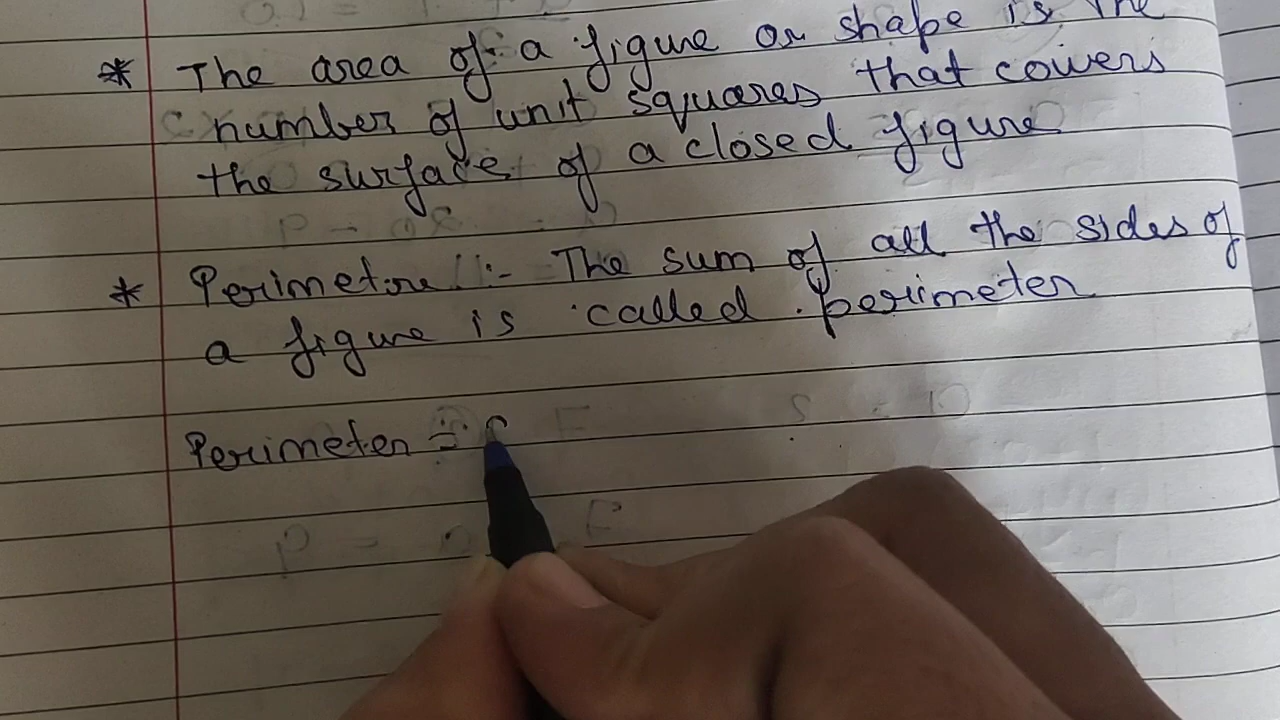 * The area of a figure or shape is the
number of unit squares that cowers
the surface of a closed figure
* Perimetre :- The sum of all the sides of
a figure is called perimeter
Perimeter =